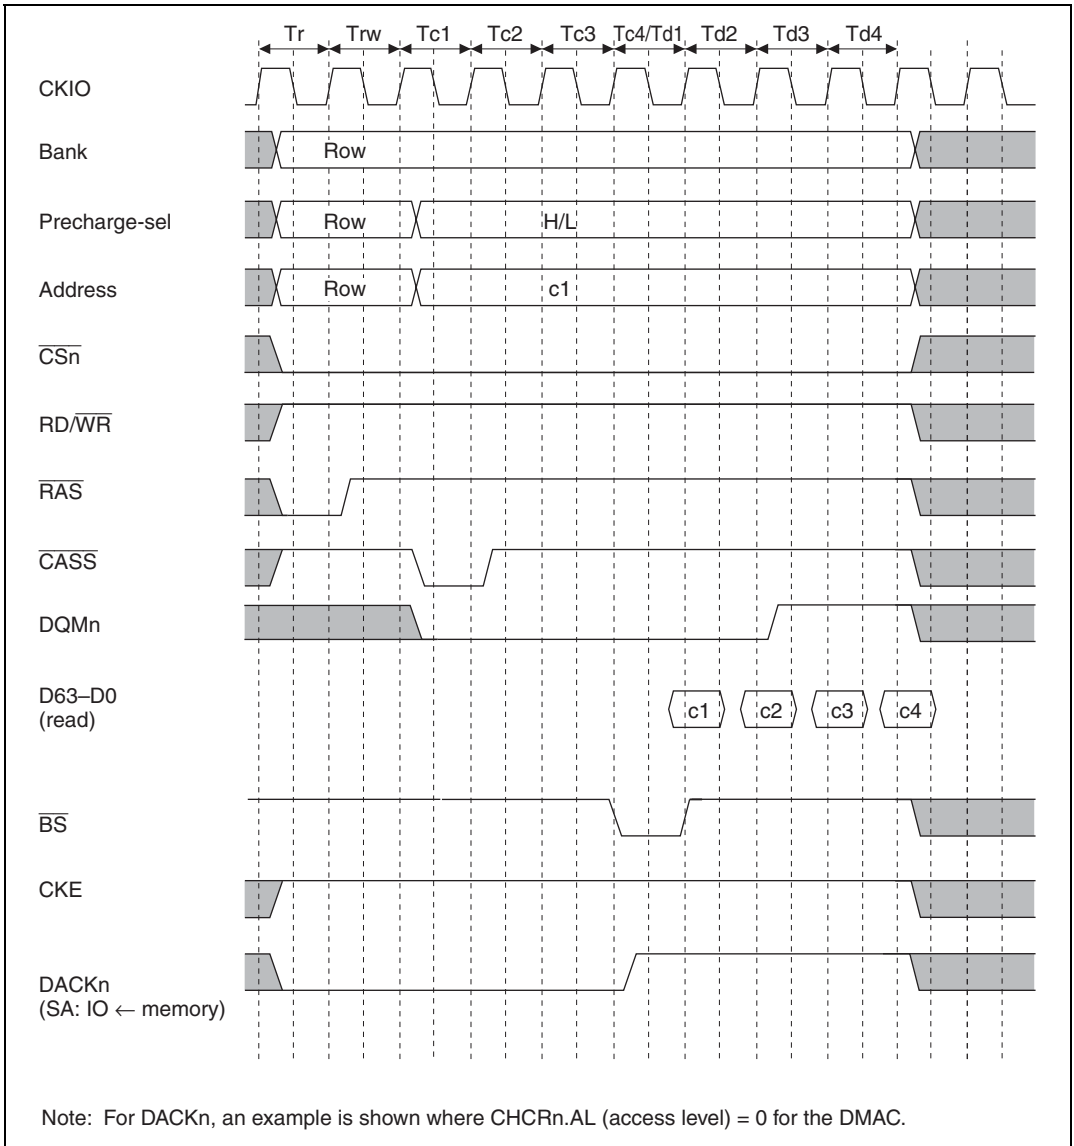 Tr Trw Tc1 Tc2 Tc3 Tc4/Td1 Td2 Td3 Td4
CKIO
Bank Row
Precharge-sel Row H/L
Address Row c1
CSn
RD/WR
RAS
CASS
DQMn
D63–D0
(read)
c1 c2 c3 c4
BS
CKE
DACKn
(SA: IO ← memory)
Note: For DACKn, an example is shown where CHCRn.AL (access level) = 0 for the DMAC.